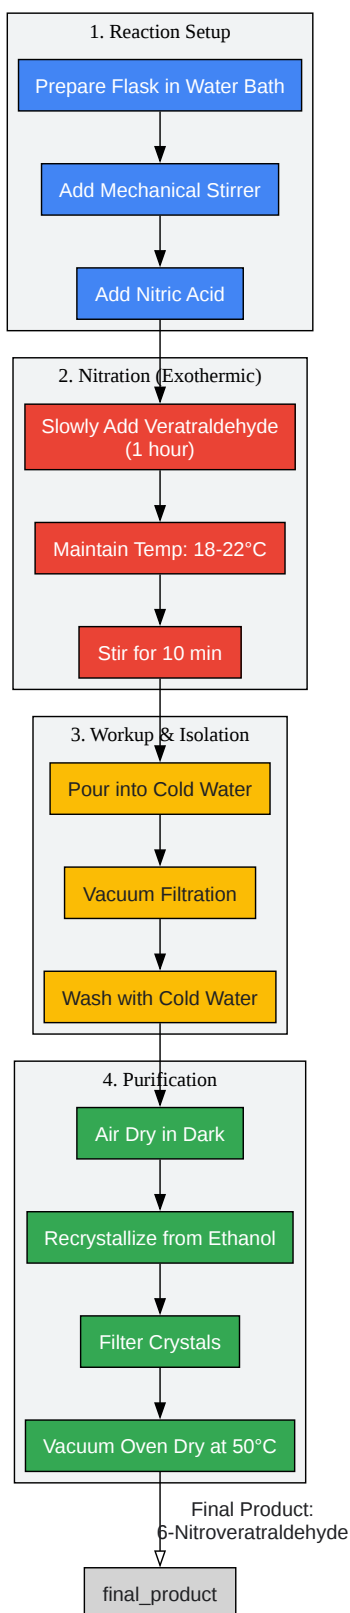 1. Reaction Setup
Prepare Flask in Water Bath
Add Mechanical Stirrer
Add Nitric Acid
2. Nitration (Exothermic)
Slowly Add Veratraldehyde
(1 hour)
Maintain Temp: 18-22°C
Stir for 10 min
3. Workup & Isolation
Pour into Cold Water
Vacuum Filtration
Wash with Cold Water
4. Purification
Air Dry in Dark
Recrystallize from Ethanol
Filter Crystals
Vacuum Oven Dry at 50°C
Final Product:
6-Nitroveratraldehyde
final_product